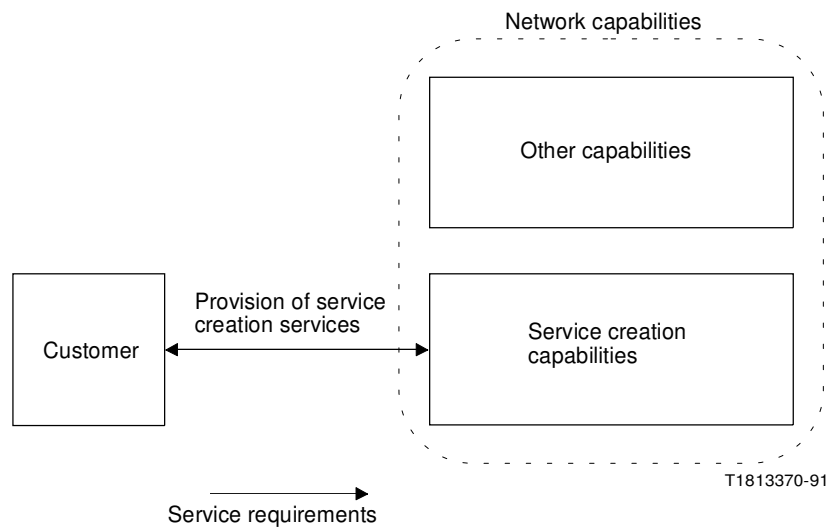 Network capabilities
Other capabilities
Provision of service
creation services
Customer
Service creation
capabilities
T1813370-91
Service requirements